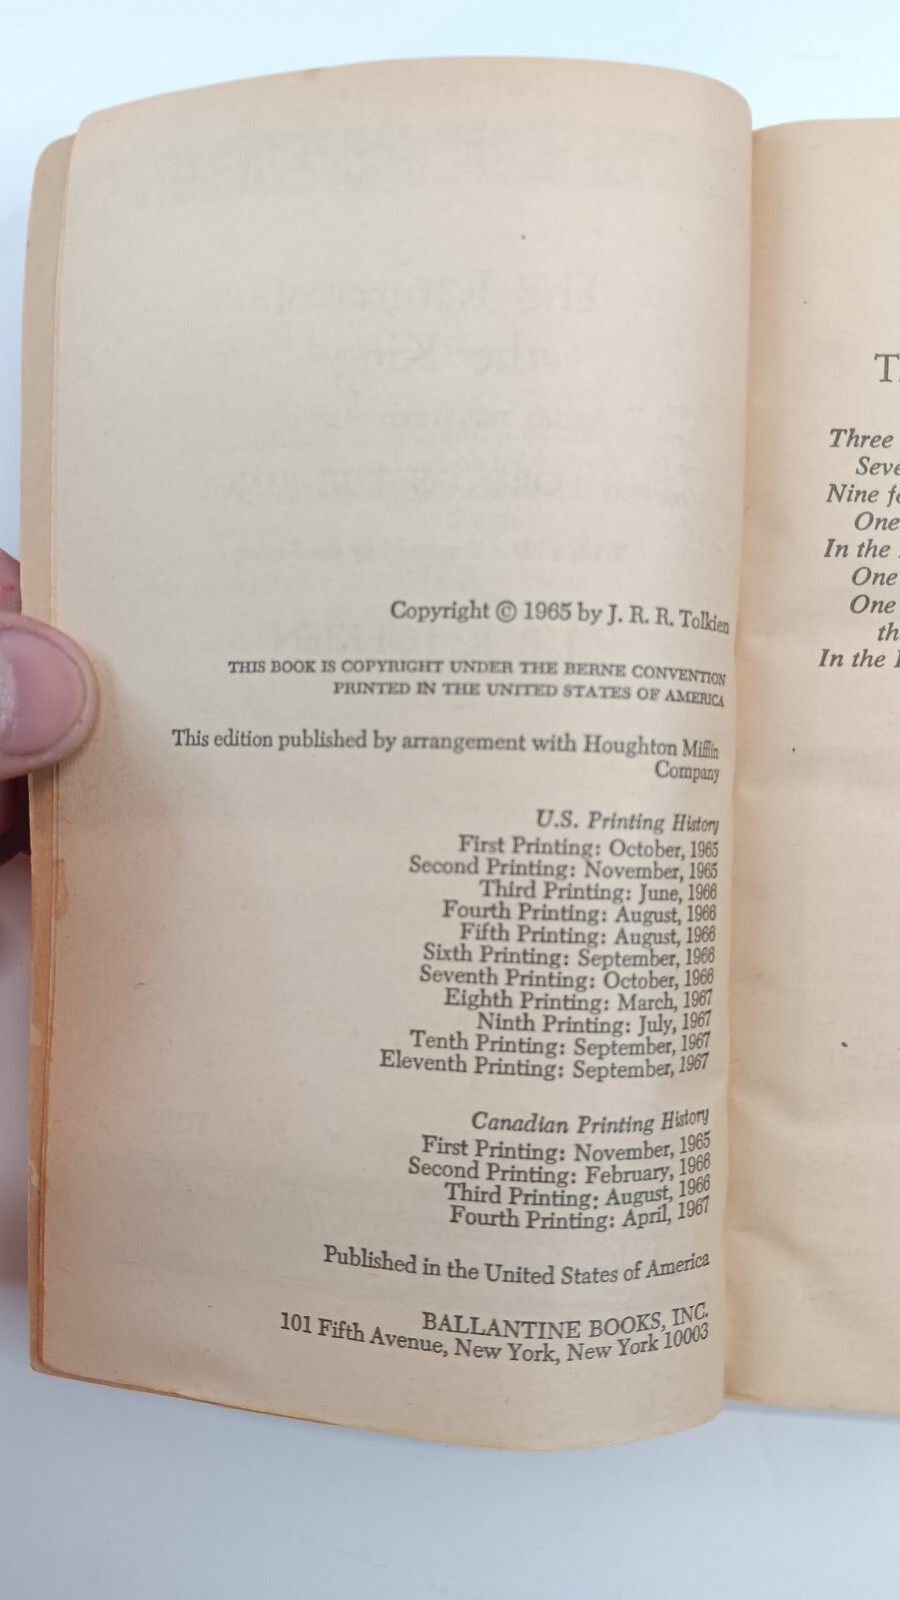 Copyright © 1965 by J. R. R. Tolkien
THIS BOOK IS COPYRIGHT UNDER THE BERNE CONVENTION
PRINTED IN THE UNITED STATES OF AMERICA
This edition published by arrangement with Houghton Mifflin
Company
U.S. Printing History
First Printing: October, 1965
Second Printing: November, 1965
Third Printing: June, 1966
Fourth Printing: August, 1966
Fifth Printing: August, 1966
Sixth Printing: September, 1966
Seventh Printing: October, 1966
Eighth Printing: March, 1967
Ninth Printing: July, 1967
Tenth Printing: September, 1967
Eleventh Printing: September, 1967
Canadian Printing History
First Printing: November, 1965
Second Printing: February, 1966
Third Printing: August, 1966
Fourth Printing: April, 1967
Published in the United States of America
BALLANTINE BOOKS, INC.
101 Fifth Avenue, New York, New York 10003
Three
Nine
One
In the
One
One
In the